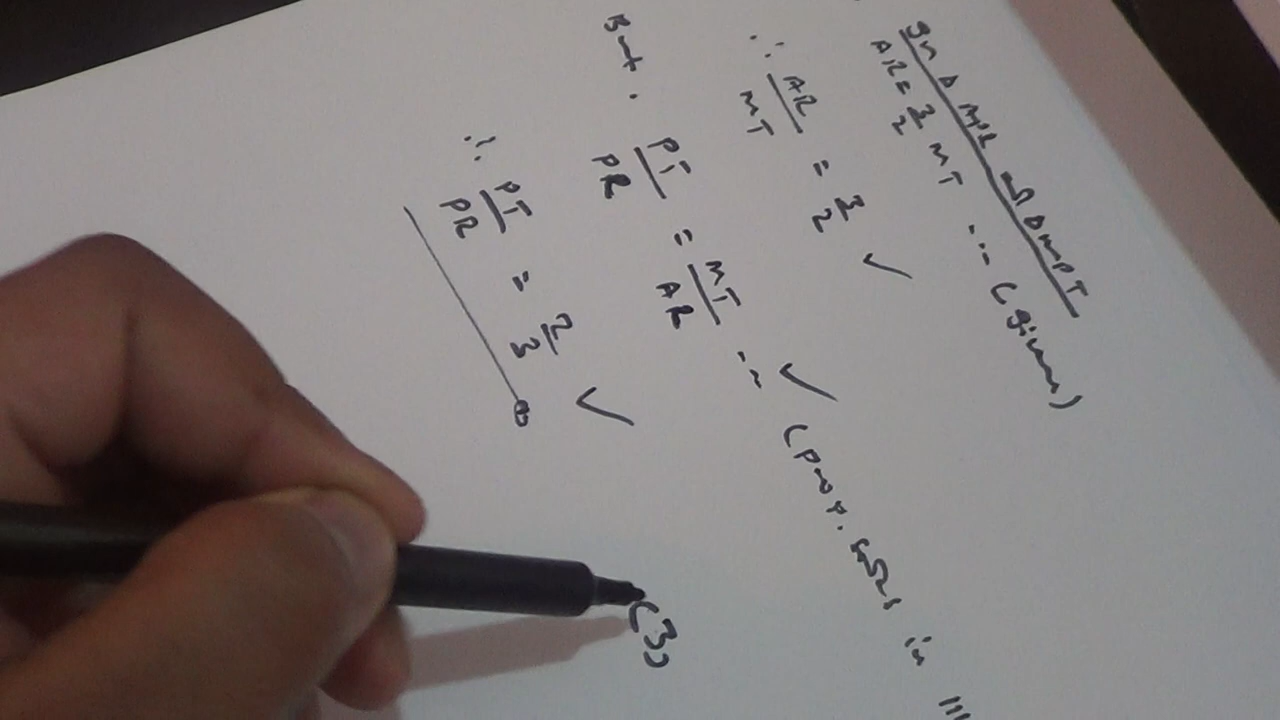 In Δ APR and Δ MPT
AR = 3/2 MT ... (given)
∴ AR/MT = 3/2 ✓
But. PT/PR = MT/AR ... ✓ (prop. sides in |||
∴ PT/PR = 2/3 ✓
(3)